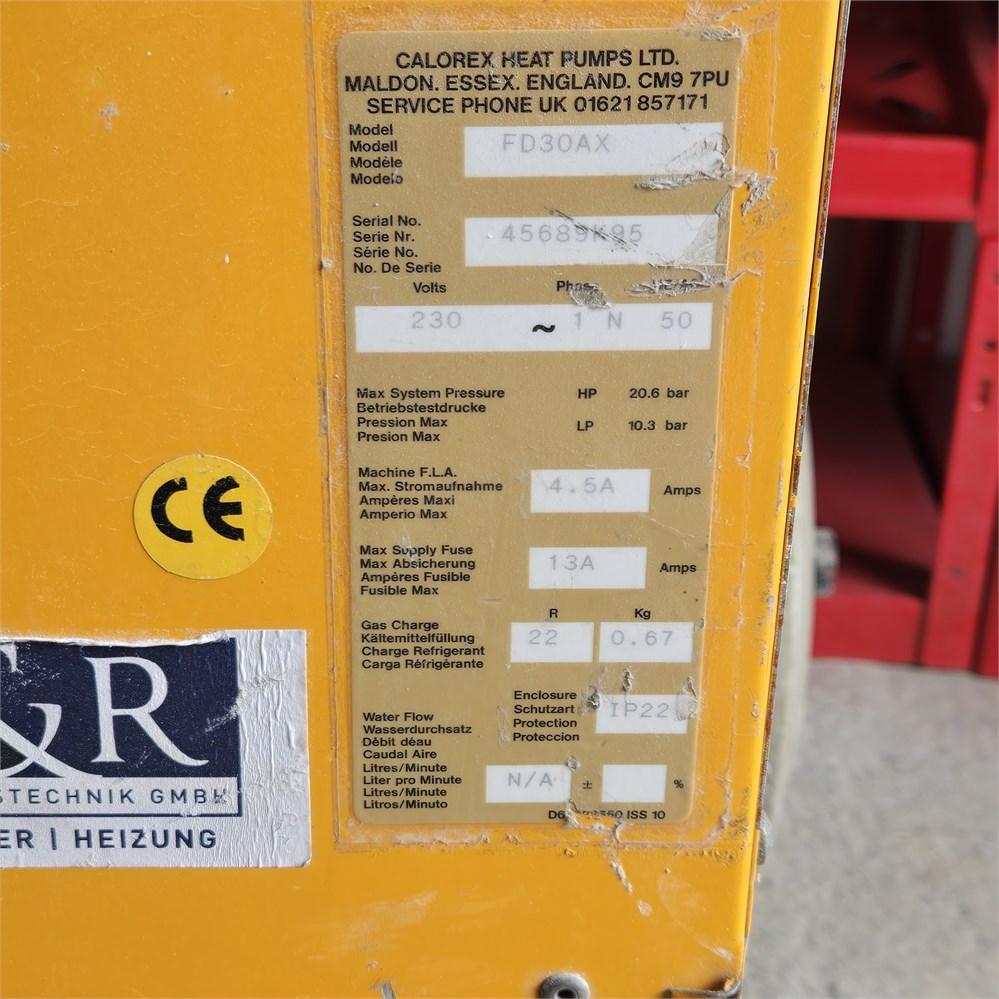 CALOREX HEAT PUMPS LTD.
MALDON. ESSEX. ENGLAND. CM9 7PU
SERVICE PHONE UK 01621 857171
Model
Modell
Modèle
Modelo
FD30AX
Serial No.
Serie Nr.
Série No.
No. De Serie
45689K95
Volts
230 ~ 1 N 50
Max System Pressure
Betriebstestdrucke
Pression Max
Presion Max
HP 20.6 bar
LP 10.3 bar
Machine F.L.A.
Max. Stromaufnahme
Ampères Maxi
Amperio Max
4.5A Amps
Max Supply Fuse
Max Absicherung
Ampères Fusible
Fusible Max
13A Amps
R Kg
Gas Charge
Kältemittelfüllung
Charge Refrigerant
Carga Réfrigérante
22 0.67
Enclosure
Schutzart
Protection
Proteccion
IP22
Water Flow
Wasserdurchsatz
Débit déau
Caudal Aire
Litres/Minute
Liter pro Minute
Litres/Minute
Litros/Minuto
N/A ± %
ISS 10
CE
&R
STECHNIK GMBH
ER | HEIZUNG